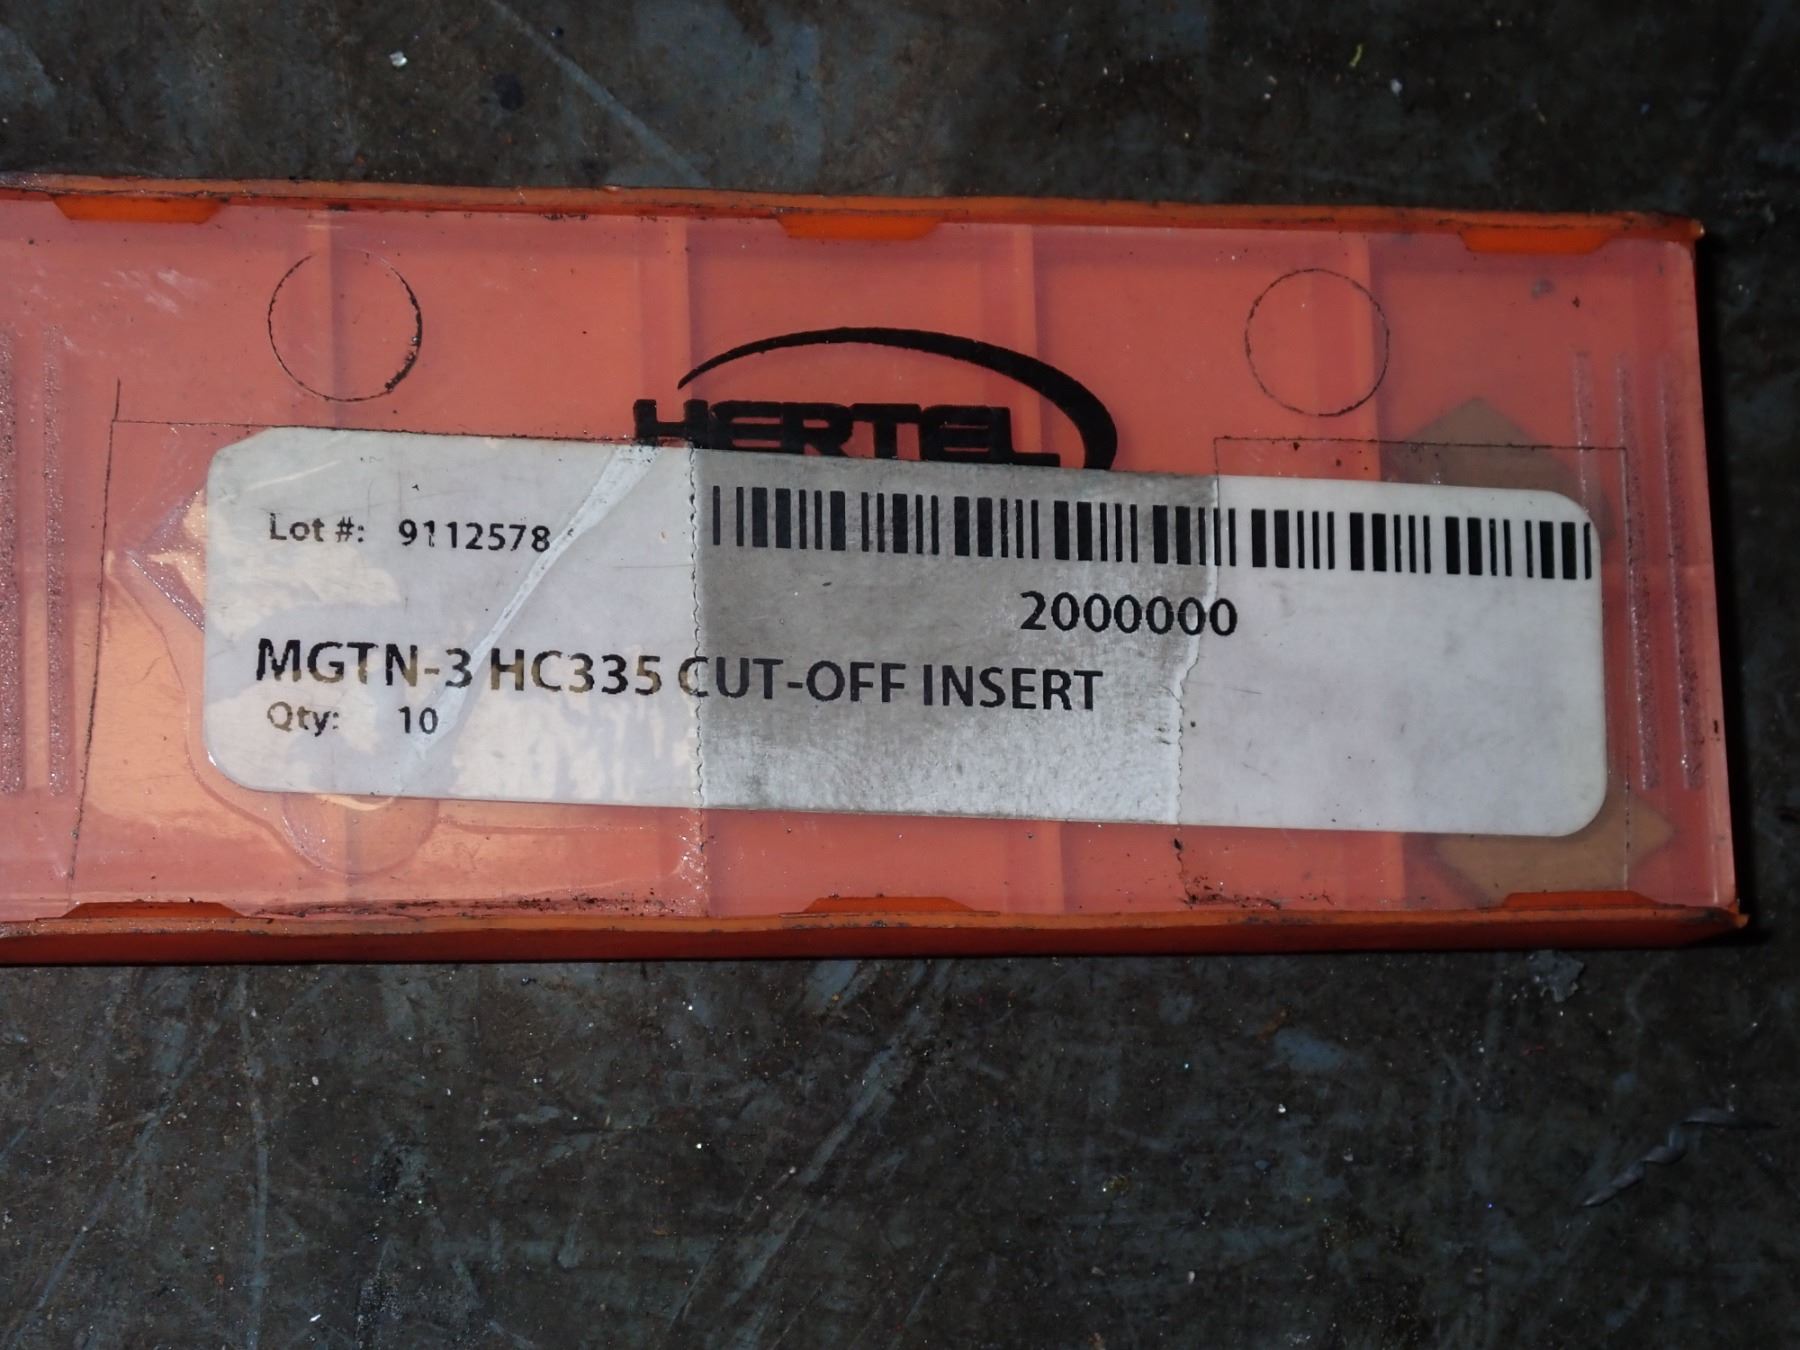 HERTEL
Lot #: 9112578
2000000
MGTN-3 HC335 CUT-OFF INSERT
Qty: 10